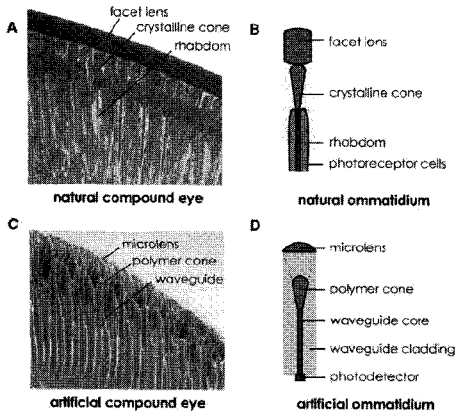 A
facet lens
crystalline cone
rhabdom
natural compound eye
B
facet lens
crystalline cone
rhabdom
photoreceptor cells
natural ommatidium
C
microlens
polymer cone
waveguide
artificial compound eye
D
microlens
polymer cone
waveguide core
waveguide cladding
photodetector
artificial ommatidium